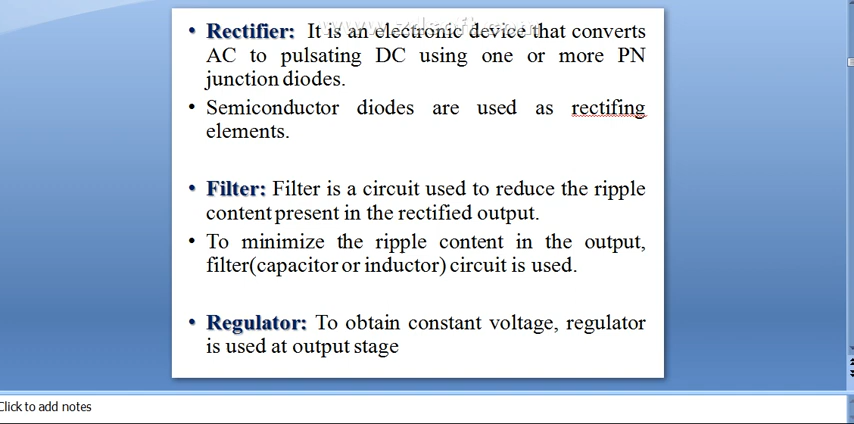 • Rectifier: It is an electronic device that converts
AC to pulsating DC using one or more PN
junction diodes.
• Semiconductor diodes are used as rectifing
elements.
• Filter: Filter is a circuit used to reduce the ripple
content present in the rectified output.
• To minimize the ripple content in the output,
filter(capacitor or inductor) circuit is used.
• Regulator: To obtain constant voltage, regulator
is used at output stage
Click to add notes